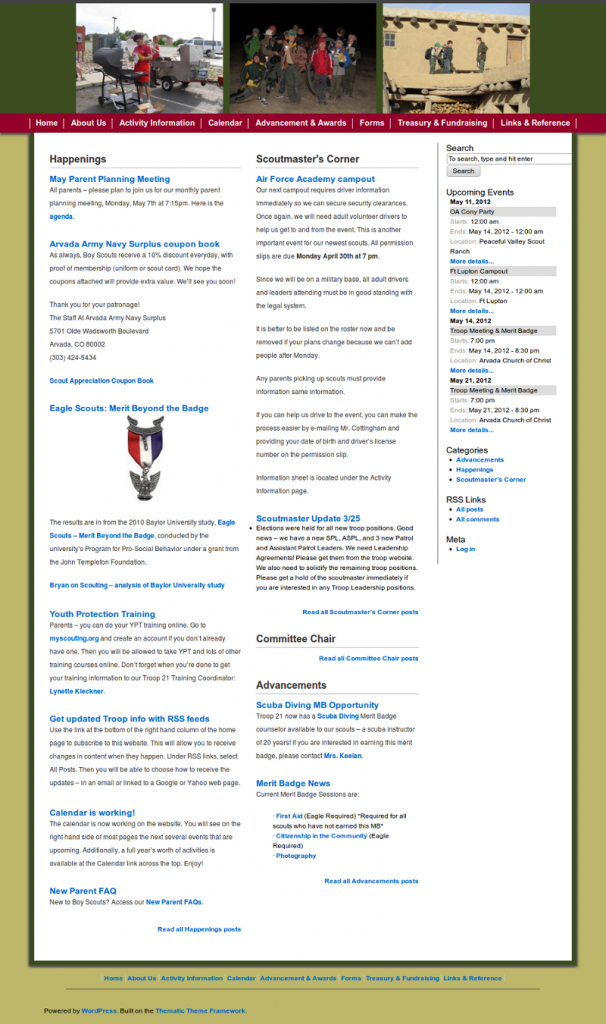 Home | About Us | Activity Information | Calendar | Advancement & Awards | Forms | Treasury & Fundraising | Links & Reference
Happenings
May Parent Planning Meeting
All parents – please plan to join us for our monthly parent
planning meeting, Monday, May 7th at 7:15pm. Here is the
agenda.
Arvada Army Navy Surplus coupon book
As always, Boy Scouts receive a 10% discount everyday, with
proof of membership (uniform or scout card). We hope the
coupons attached will provide extra value. We'll see you soon!
Thank you for your patronage!
The Staff At Arvada Army Navy Surplus
5701 Olde Wadsworth Boulevard
Arvada, CO 80002
(303) 424-5434
Scout Appreciation Coupon Book
Eagle Scouts: Merit Beyond the Badge
The results are in from the 2010 Baylor University study, Eagle
Scouts – Merit Beyond the Badge, conducted by the
university's Program for Pro-Social Behavior under a grant from
the John Templeton Foundation.
Bryan on Scouting – analysis of Baylor University study
Youth Protection Training
Parents – you can do your YPT training online. Go to
myscouting.org and create an account if you don't already
have one. Then you will be allowed to take YPT and lots of other
training courses online. Don't forget when you're done to get
your training information to our Troop 21 Training Coordinator:
Lynette Kleckner.
Get updated Troop info with RSS feeds
Use the link at the bottom of the right hand column of the home
page to subscribe to this website. This will allow you to receive
changes in content when they happen. Under RSS links, select
All Posts. Then you will be able to choose how to receive the
updates – in an email or linked to a Google or Yahoo web page.
Calendar is working!
The calendar is now working on the website. You will see on the
right hand side of most pages the next several events that are
upcoming. Additionally, a full year's worth of activities is
available at the Calendar link across the top. Enjoy!
New Parent FAQ
New to Boy Scouts? Access our New Parent FAQs.
Read all Happenings posts
Scoutmaster's Corner
Air Force Academy campout
Our next campout requires driver information
immediately so we can secure security clearances.
Once again, we will need adult volunteer drivers to
help us get to and from the event. This is another
important event for our newest scouts. All permission
slips are due Monday April 30th at 7 pm.
Since we will be on a military base, all adult drivers
and leaders attending must be in good standing with
the legal system.
It is better to be listed on the roster now and be
removed if your plans change because we can't add
people after Monday.
Any parents picking up scouts must provide
information same information.
If you can help us drive to the event, you can make the
process easier by e-mailing Mr. Cottingham and
providing your date of birth and driver's license
number on the permission slip.
Information sheet is located under the Activity
Information page.
Scoutmaster Update 3/25
• Elections were held for all new troop positions. Good
news – we have a new SPL, ASPL, and 3 new Patrol
and Assistant Patrol Leaders. We need Leadership
Agreements! Please get them from the troop website.
We also need to solidify the remaining troop positions.
Please get a hold of the scoutmaster immediately if
you are interested in any Troop Leadership positions.
Read all Scoutmaster's Corner posts
Committee Chair
Read all Committee Chair posts
Advancements
Scuba Diving MB Opportunity
Troop 21 now has a Scuba Diving Merit Badge
counselor available to our scouts – a scuba instructor
of 20 years! If you are interested in earning this merit
badge, please contact Mrs. Keelan.
Merit Badge News
Current Merit Badge Sessions are:
· First Aid (Eagle Required) *Required for all
scouts who have not earned this MB*
· Citizenship in the Community (Eagle
Required)
· Photography
Read all Advancements posts
Search
To search, type and hit enter
Search
Upcoming Events
May 11, 2012
OA Cony Party
Starts: 12:00 am
Ends: May 14, 2012 - 12:00 am
Location: Peaceful Valley Scout
Ranch
More details...
Ft Lupton Campout
Starts: 12:00 am
Ends: May 14, 2012 - 12:00 am
Location: Ft Lupton
More details...
May 14, 2012
Troop Meeting & Merit Badge
Starts: 7:00 pm
Ends: May 14, 2012 - 8:30 pm
Location: Arvada Church of Christ
More details...
May 21, 2012
Troop Meeting & Merit Badge
Starts: 7:00 pm
Ends: May 21, 2012 - 8:30 pm
Location: Arvada Church of Christ
More details...
Categories
• Advancements
• Happenings
• Scoutmaster's Corner
RSS Links
• All posts
• All comments
Meta
• Log in
Home About Us Activity Information Calendar Advancement & Awards Forms Treasury & Fundraising Links & Reference
Powered by WordPress. Built on the Thematic Theme Framework.